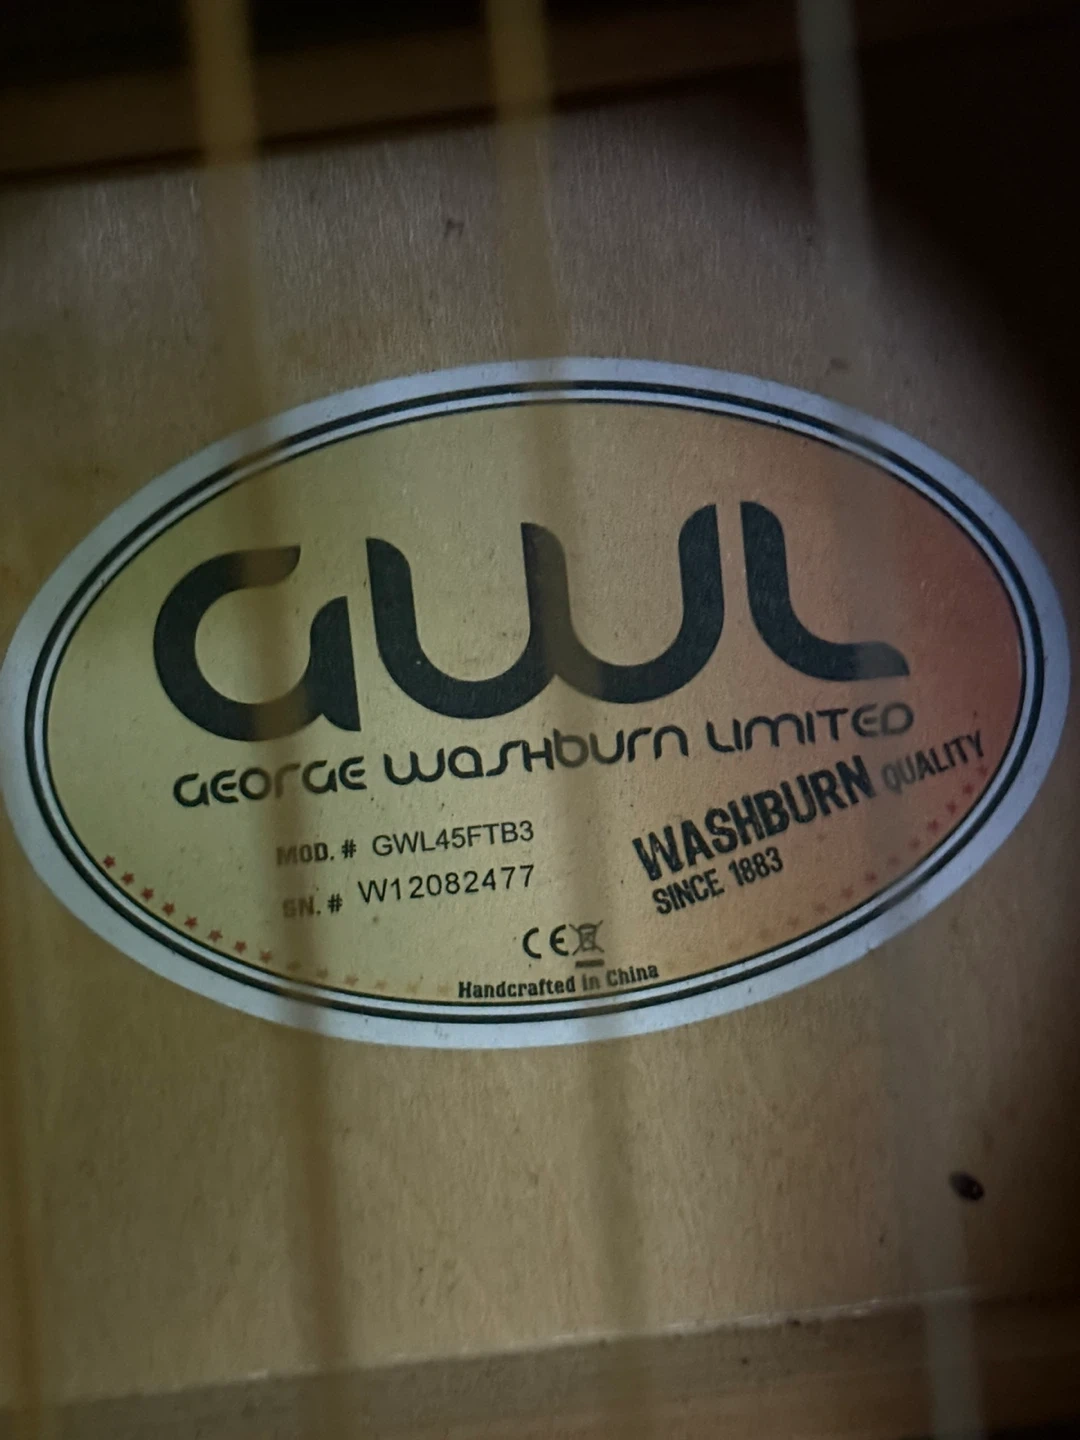 GWL
GEORGE WASHBURN LIMITED
WASHBURN QUALITY
SINCE 1883
MOD. # GWL45FTB3
SN. # W12082477
CE
Handcrafted in China